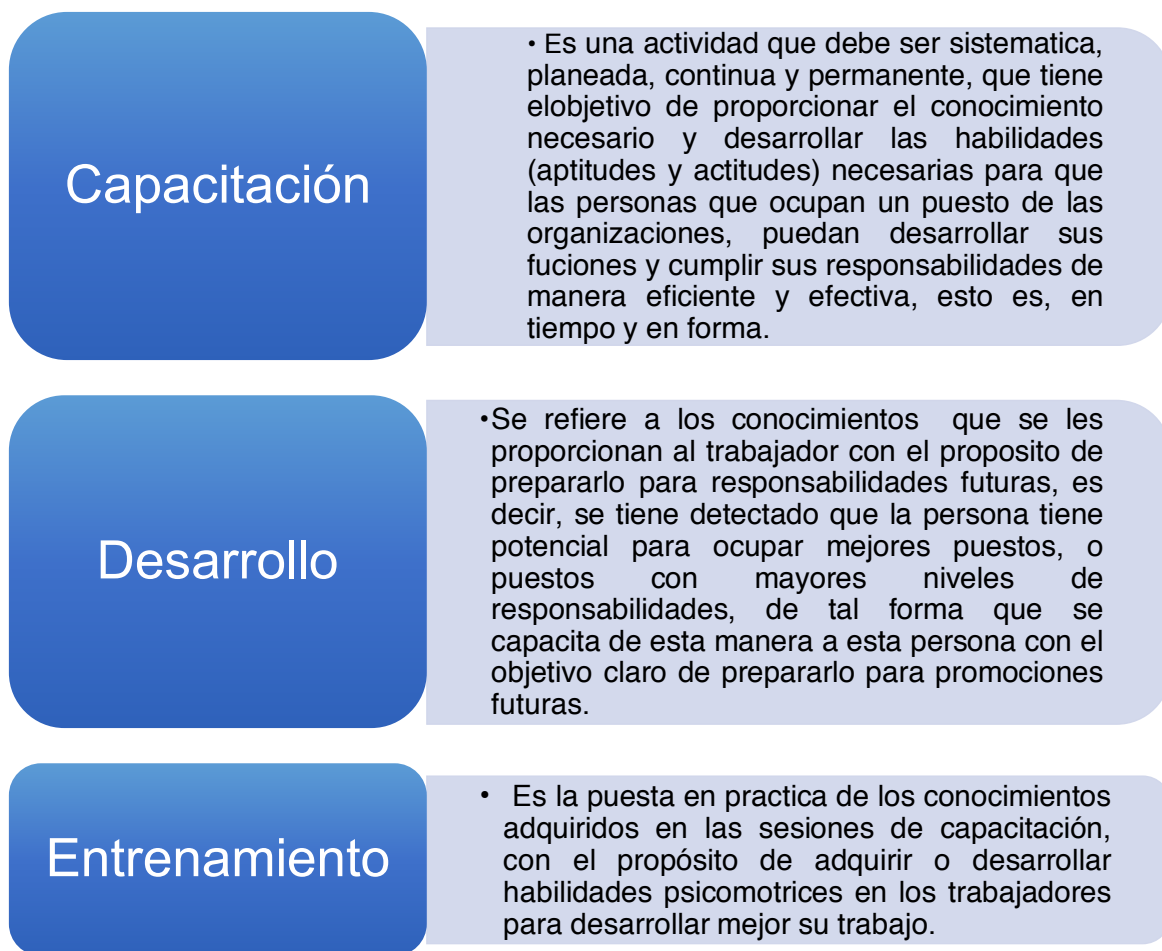 Capacitación
• Es una actividad que debe ser sistematica,
planeada, continua y permanente, que tiene
elobjetivo de proporcionar el conocimiento
necesario y desarrollar las habilidades
(aptitudes y actitudes) necesarias para que
las personas que ocupan un puesto de las
organizaciones, puedan desarrollar sus
fuciones y cumplir sus responsabilidades de
manera eficiente y efectiva, esto es, en
tiempo y en forma.
Desarrollo
•Se refiere a los conocimientos que se les
proporcionan al trabajador con el proposito de
prepararlo para responsabilidades futuras, es
decir, se tiene detectado que la persona tiene
potencial para ocupar mejores puestos, o
puestos con mayores niveles de
responsabilidades, de tal forma que se
capacita de esta manera a esta persona con el
objetivo claro de prepararlo para promociones
futuras.
Entrenamiento
• Es la puesta en practica de los conocimientos
adquiridos en las sesiones de capacitación,
con el propósito de adquirir o desarrollar
habilidades psicomotrices en los trabajadores
para desarrollar mejor su trabajo.